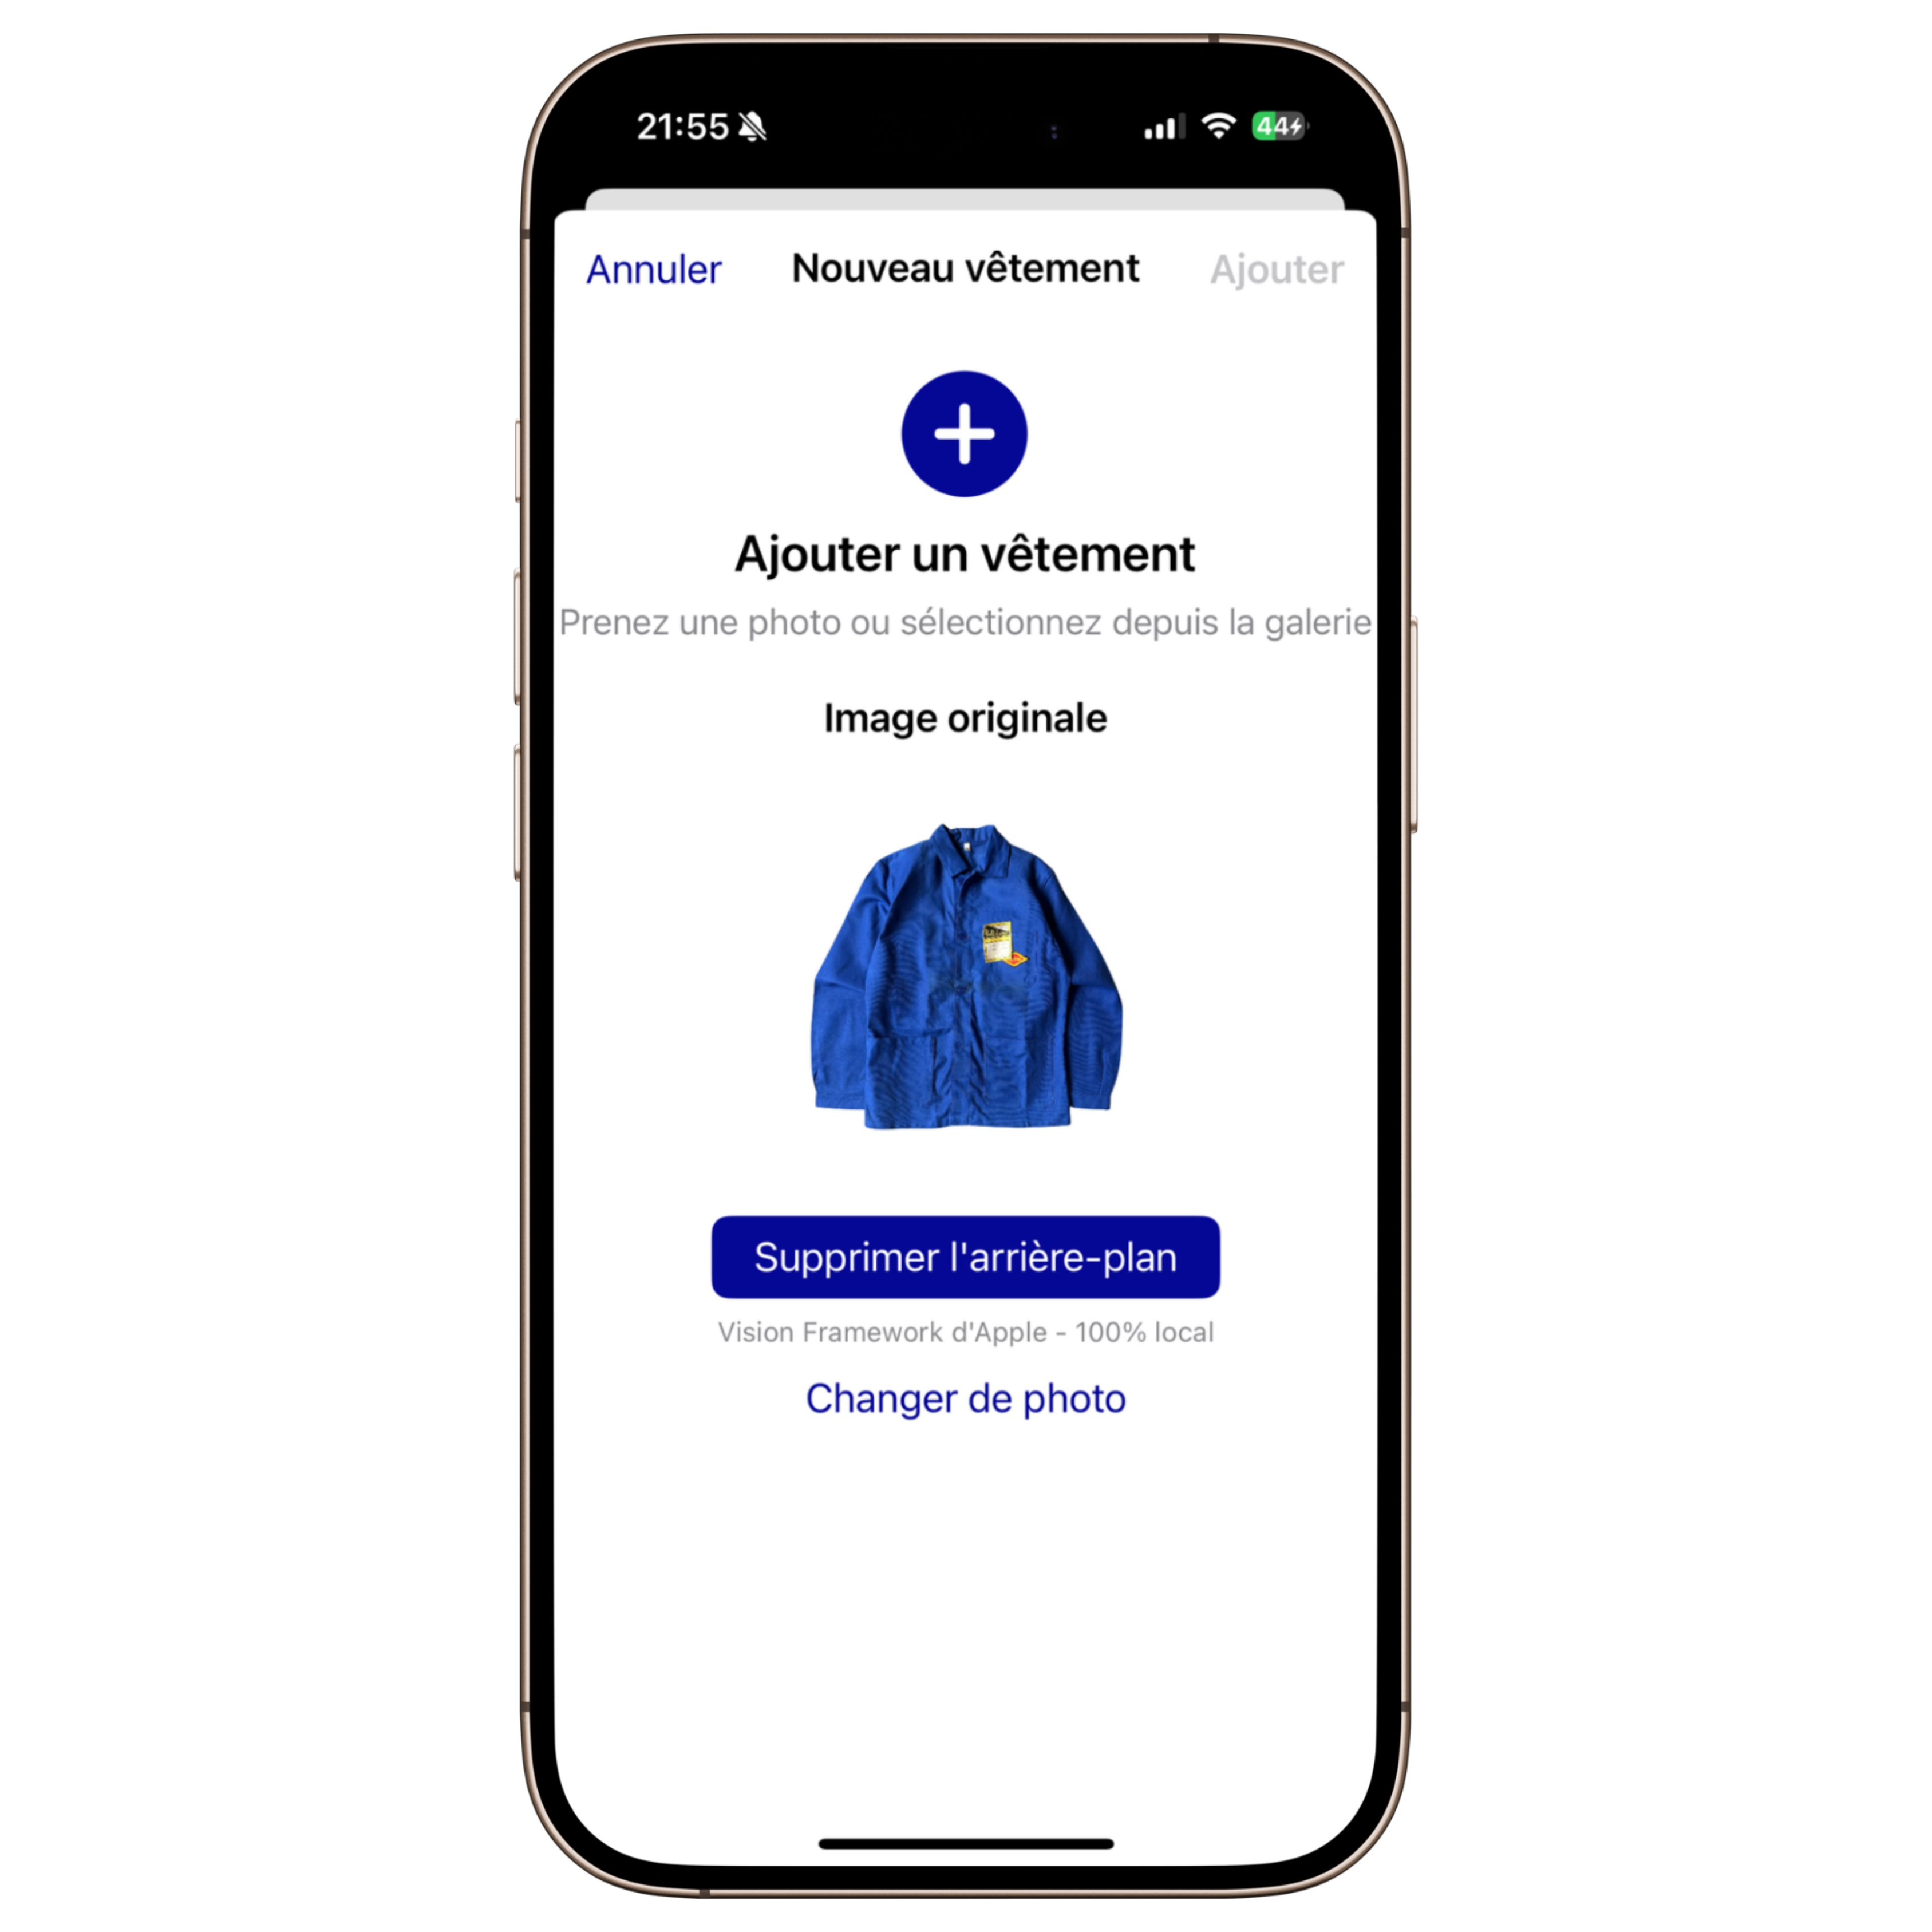 21:55
44
Annuler
Nouveau vêtement
Ajouter
Ajouter un vêtement
Prenez une photo ou sélectionnez depuis la galerie
Image originale
Supprimer l'arrière-plan
Vision Framework d'Apple - 100% local
Changer de photo